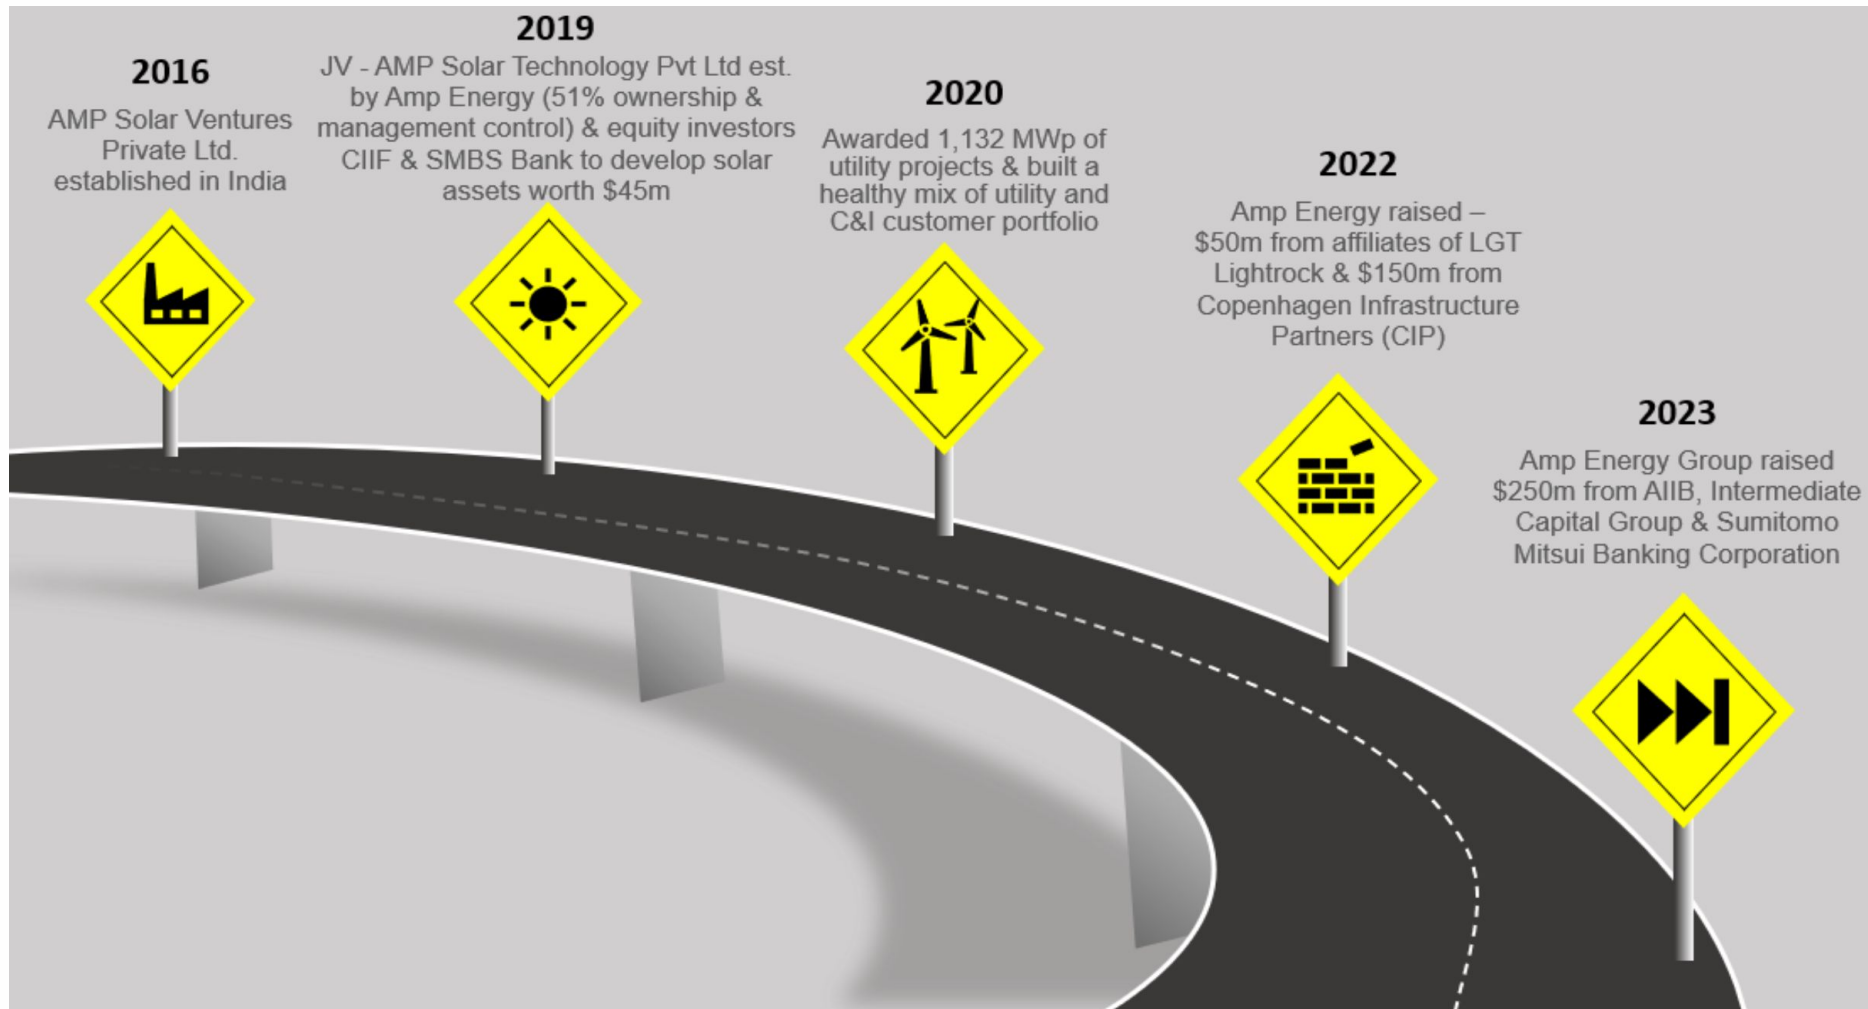 2016
AMP Solar Ventures
Private Ltd.
established in India
2019
JV - AMP Solar Technology Pvt Ltd est.
by Amp Energy (51% ownership &
management control) & equity investors
CIIF & SMBS Bank to develop solar
assets worth $45m
2020
Awarded 1,132 MWp of
utility projects & built a
healthy mix of utility and
C&I customer portfolio
2022
Amp Energy raised –
$50m from affiliates of LGT
Lightrock & $150m from
Copenhagen Infrastructure
Partners (CIP)
2023
Amp Energy Group raised
$250m from AIIB, Intermediate
Capital Group & Sumitomo
Mitsui Banking Corporation